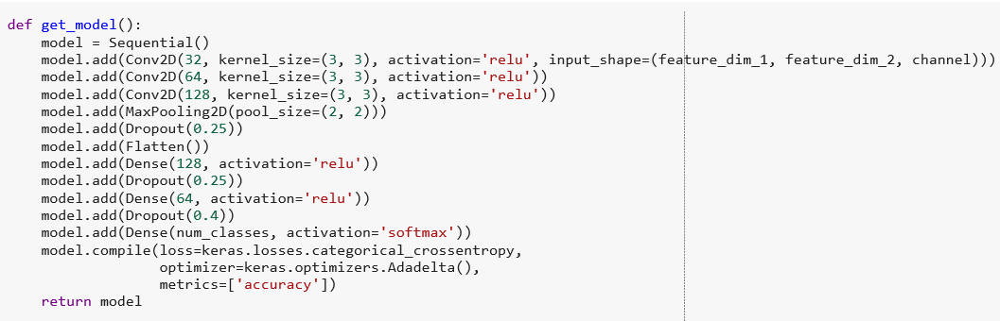 def get_model():
    model = Sequential()
    model.add(Conv2D(32, kernel_size=(3, 3), activation='relu', input_shape=(feature_dim_1, feature_dim_2, channel)))
    model.add(Conv2D(64, kernel_size=(3, 3), activation='relu'))
    model.add(Conv2D(128, kernel_size=(3, 3), activation='relu'))
    model.add(MaxPooling2D(pool_size=(2, 2)))
    model.add(Dropout(0.25))
    model.add(Flatten())
    model.add(Dense(128, activation='relu'))
    model.add(Dropout(0.25))
    model.add(Dense(64, activation='relu'))
    model.add(Dropout(0.4))
    model.add(Dense(num_classes, activation='softmax'))
    model.compile(loss=keras.losses.categorical_crossentropy,
                  optimizer=keras.optimizers.Adadelta(),
                  metrics=['accuracy'])
    return model